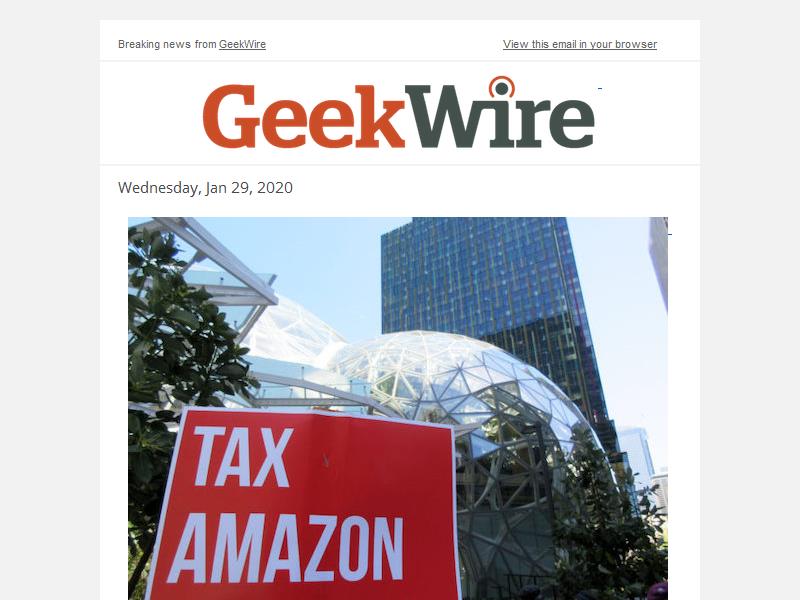 Breaking news from GeekWire
View this email in your browser
GeekWire
Wednesday, Jan 29, 2020
TAX
AMAZON